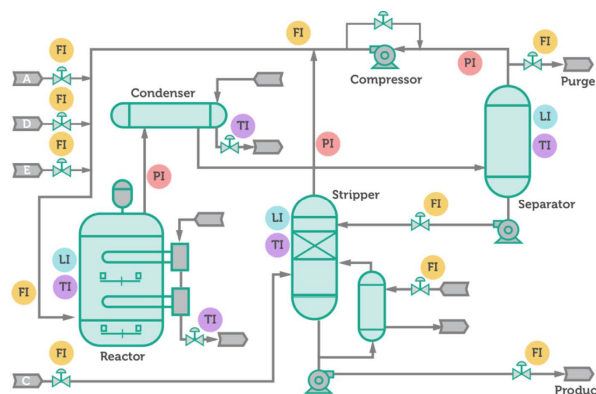 FI
FI
FI
A
Compressor
PI
Purge
FI
Condenser
D
TI
LI
TI
FI
PI
E
PI
Stripper
FI
Separator
LI
TI
LI
TI
FI
FI
TI
Reactor
FI
FI
C
Produc